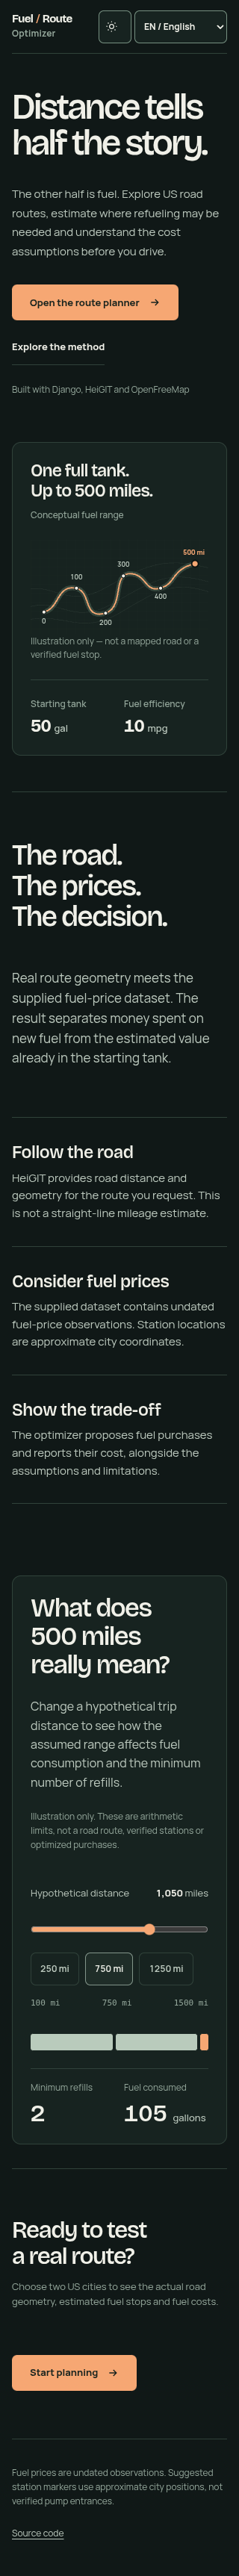 Fuel / Route
Optimizer
EN / English
Distance tells
half the story.
The other half is fuel. Explore US road
routes, estimate where refueling may be
needed and understand the cost
assumptions before you drive.
Open the route planner →
Explore the method
Built with Django, HeiGIT and OpenFreeMap
One full tank.
Up to 500 miles.
Conceptual fuel range
500 mi
300
100
400
0
200
Illustration only — not a mapped road or a
verified fuel stop.
Starting tank
50 gal
Fuel efficiency
10 mpg
The road.
The prices.
The decision.
Real route geometry meets the
supplied fuel-price dataset. The
result separates money spent on
new fuel from the estimated value
already in the starting tank.
Follow the road
HeiGIT provides road distance and
geometry for the route you request. This
is not a straight-line mileage estimate.
Consider fuel prices
The supplied dataset contains undated
fuel-price observations. Station locations
are approximate city coordinates.
Show the trade-off
The optimizer proposes fuel purchases
and reports their cost, alongside the
assumptions and limitations.
What does
500 miles
really mean?
Change a hypothetical trip
distance to see how the
assumed range affects fuel
consumption and the minimum
number of refills.
Illustration only. These are arithmetic
limits, not a road route, verified stations or
optimized purchases.
Hypothetical distance 1,050 miles
250 mi 750 mi 1250 mi
100 mi 750 mi 1500 mi
Minimum refills
2
Fuel consumed
105 gallons
Ready to test
a real route?
Choose two US cities to see the actual road
geometry, estimated fuel stops and fuel costs.
Start planning →
Fuel prices are undated observations. Suggested
station markers use approximate city positions, not
verified pump entrances.
Source code